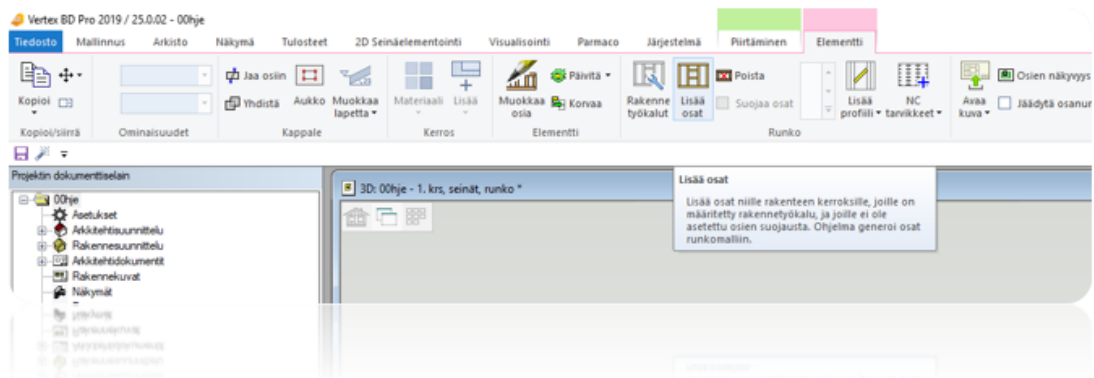 Vertex BD Pro 2019 / 25.0.02 - 00hje
Tiedosto Mallinnus Arkisto Näkymä Tulosteet 2D Seinäelementointi Visualisointi Parmaco Järjestelmä Piirtäminen Elementti
Jaa osiin Päivitä Poista Osien näkyvyys
Kopioi Yhdistä Aukko Muokkaa lapetta Materiaali Lisää Muokkaa osia Korvaa Rakenne työkalut Lisää osat Suojaa osat Lisää profiili NC tarvikkeet Avaa kuva Jäädytä osanur
Kopioi/siirrä Ominaisuudet Kappale Kerros Elementti Runko
Projektin dokumenttiselain
3D: 00hje - 1. krs, seinät, runko *
Lisää osat
Lisää osat niille rakenteen kerroksille, joille on
määritetty rakennetyökalu, ja joille ei ole
asetettu osien suojausta. Ohjelma generoi osat
runkomalliin.
00hje
Asetukset
Arkkitehtisuunnittelu
Rakennesuunnittelu
Arkkitehtidokumentit
Rakennekuvat
Näkymät